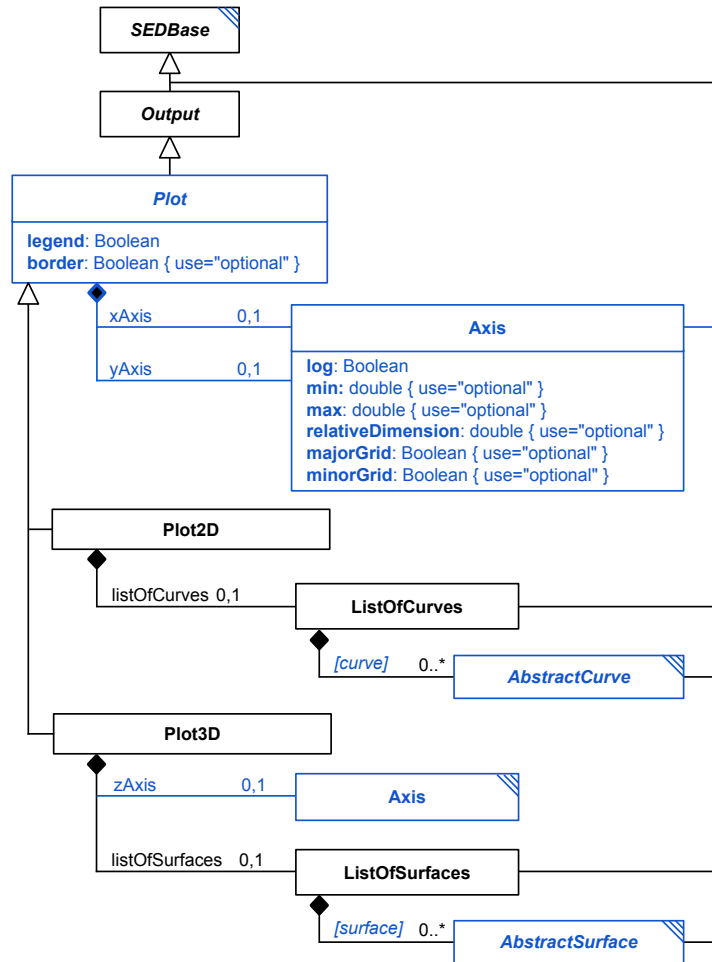 SEDBase
Output
Plot
legend: Boolean
border: Boolean { use="optional" }
xAxis 0,1
Axis
yAxis 0,1
log: Boolean
min: double { use="optional" }
max: double { use="optional" }
relativeDimension: double { use="optional" }
majorGrid: Boolean { use="optional" }
minorGrid: Boolean { use="optional" }
Plot2D
listOfCurves 0,1
ListOfCurves
[curve] 0..*
AbstractCurve
Plot3D
zAxis 0,1
Axis
listOfSurfaces 0,1
ListOfSurfaces
[surface] 0..*
AbstractSurface